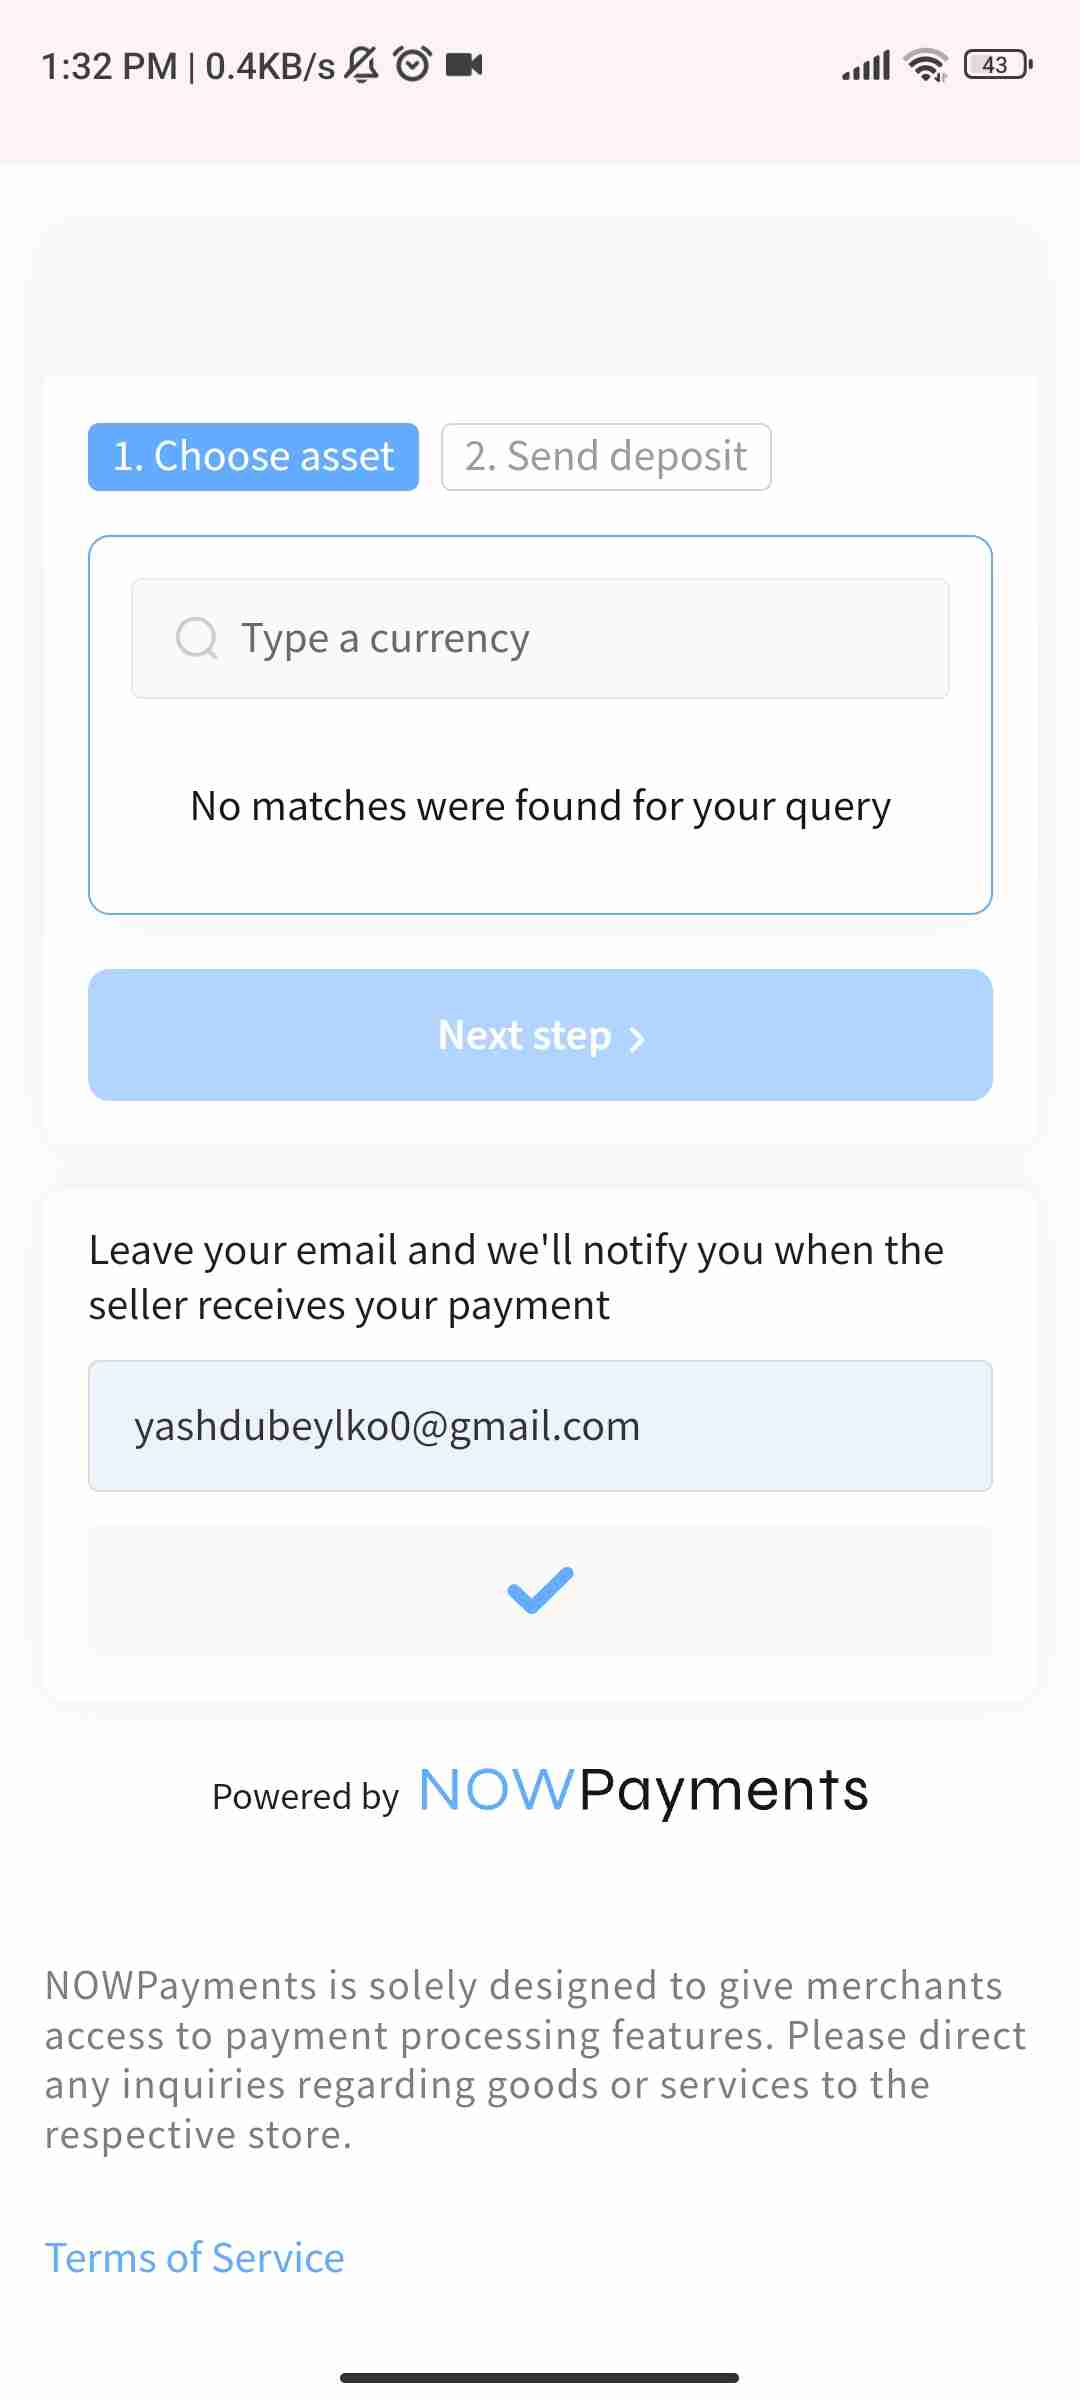 1:32 PM | 0.4KB/s
43
1. Choose asset
2. Send deposit
Type a currency
No matches were found for your query
Next step
Leave your email and we'll notify you when the
seller receives your payment
yashdubeylko0@gmail.com
Powered by NOWPayments
NOWPayments is solely designed to give merchants
access to payment processing features. Please direct
any inquiries regarding goods or services to the
respective store.
Terms of Service